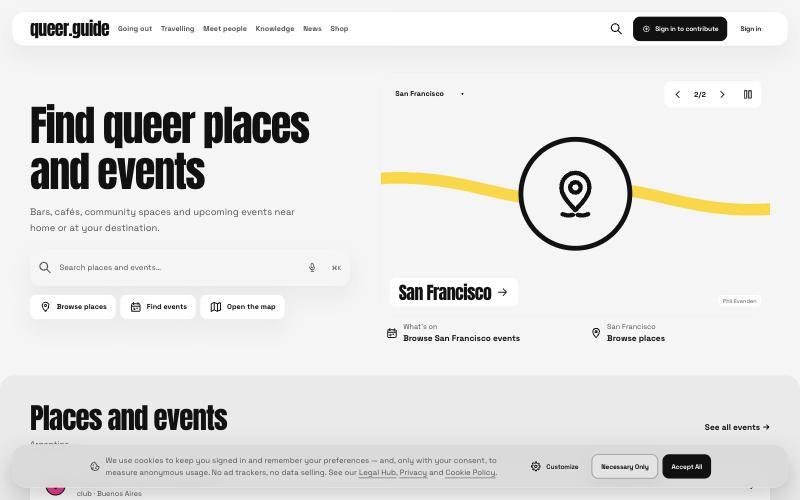 queer.guide
Going out
Travelling
Meet people
Knowledge
News
Shop
Sign in to contribute
Sign in
Find queer places
and events
Bars, cafés, community spaces and upcoming events near
home or at your destination.
Search places and events…
⌘K
Browse places
Find events
Open the map
San Francisco
2/2
San Francisco →
Phil Evenden
What's on
Browse San Francisco events
San Francisco
Browse places
Places and events
See all events →
We use cookies to keep you signed in and remember your preferences — and, only with your consent, to
measure anonymous usage. No ad trackers, no data selling. See our Legal Hub, Privacy and Cookie Policy.
Customize
Necessary Only
Accept All
club · Buenos Aires